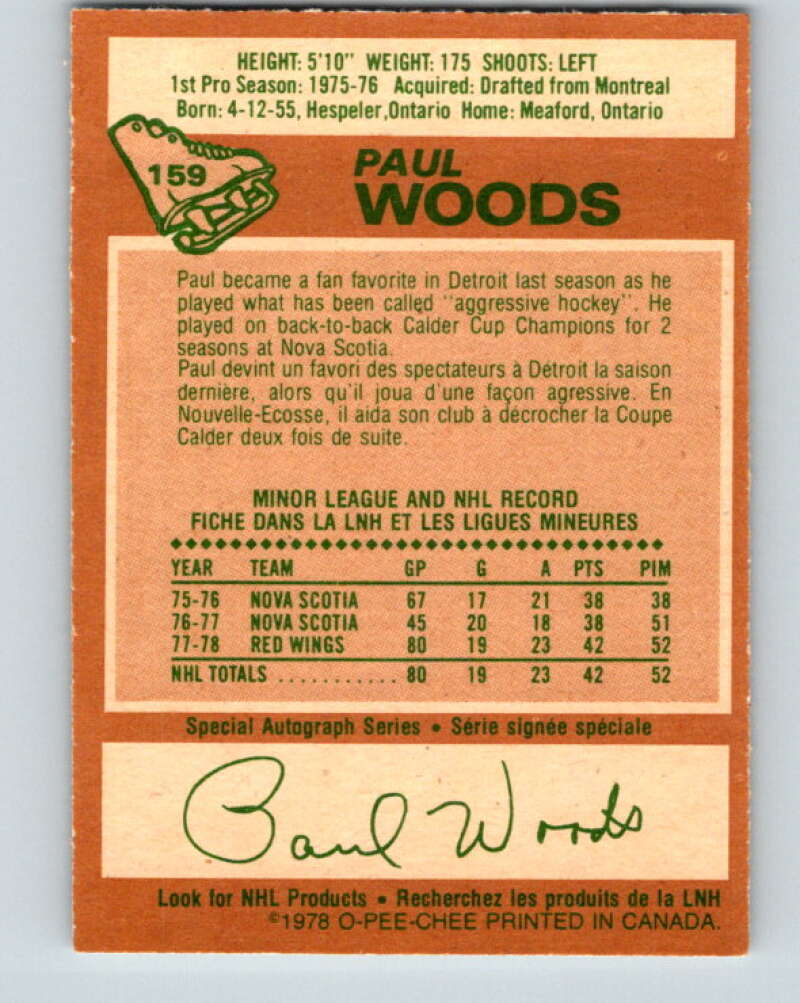 HEIGHT: 5'10" WEIGHT: 175 SHOOTS: LEFT
1st Pro Season: 1975-76 Acquired: Drafted from Montreal
Born: 4-12-55, Hespeler, Ontario Home: Meaford, Ontario
159
PAUL
WOODS
Paul became a fan favorite in Detroit last season as he
played what has been called "aggressive hockey". He
played on back-to-back Calder Cup Champions for 2
seasons at Nova Scotia.
Paul devint un favori des spectateurs à Détroit la saison
dernière, alors qu'il joua d'une façon agressive. En
Nouvelle-Ecosse, il aida son club à décrocher la Coupe
Calder deux fois de suite.
MINOR LEAGUE AND NHL RECORD
FICHE DANS LA LNH ET LES LIGUES MINEURES
YEAR TEAM GP G A PTS PIM
75-76 NOVA SCOTIA 67 17 21 38 38
76-77 NOVA SCOTIA 45 20 18 38 51
77-78 RED WINGS 80 19 23 42 52
NHL TOTALS ........... 80 19 23 42 52
Special Autograph Series • Série signée spéciale
Paul Woods
Look for NHL Products • Recherchez les produits de la LNH
©1978 O-PEE-CHEE PRINTED IN CANADA.